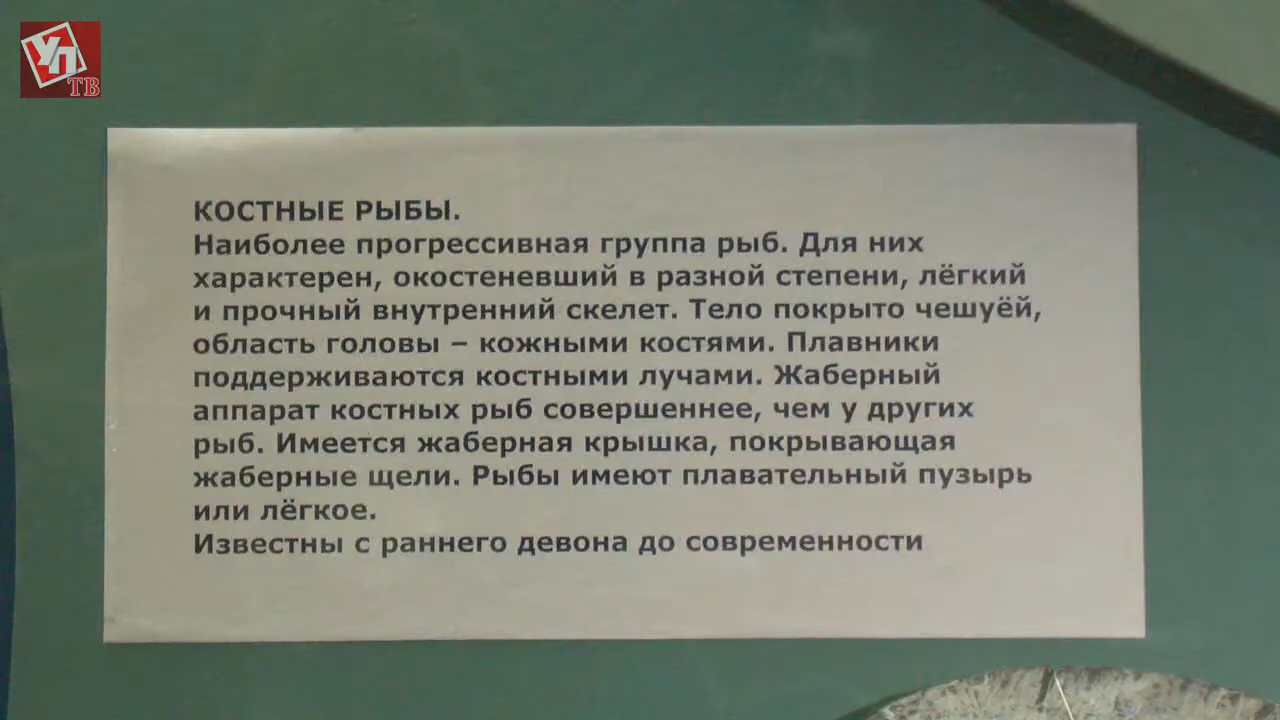 УП
ТВ
КОСТНЫЕ РЫБЫ.
Наиболее прогрессивная группа рыб. Для них
характерен, окостеневший в разной степени, лёгкий
и прочный внутренний скелет. Тело покрыто чешуёй,
область головы – кожными костями. Плавники
поддерживаются костными лучами. Жаберный
аппарат костных рыб совершеннее, чем у других
рыб. Имеется жаберная крышка, покрывающая
жаберные щели. Рыбы имеют плавательный пузырь
или лёгкое.
Известны с раннего девона до современности